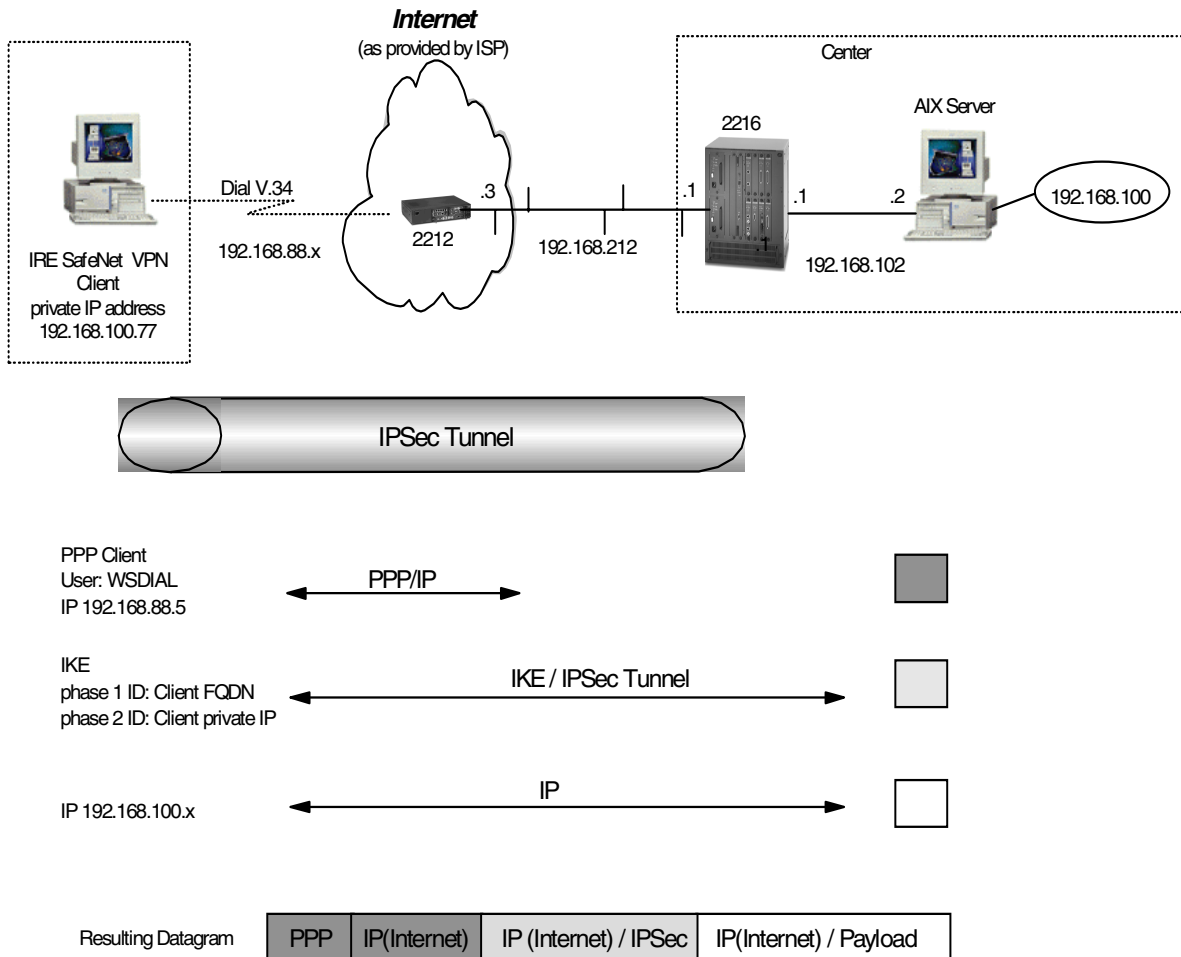 Internet
(as provided by ISP)
Center
AIX Server
2216
Dial V.34
.3
.1
.1
.2
192.168.100
2212
192.168.88.x
192.168.212
192.168.102
.1
IRE SafeNet VPN
Client
private IP address
192.168.100.77
IPSec Tunnel
PPP Client
User: WSDIAL
IP 192.168.88.5
PPP/IP
IKE
phase 1 ID: Client FQDN
phase 2 ID: Client private IP
IKE / IPSec Tunnel
IP 192.168.100.x
IP
Resulting Datagram
PPP
IP(Internet)
IP (Internet) / IPSec
IP(Internet) / Payload